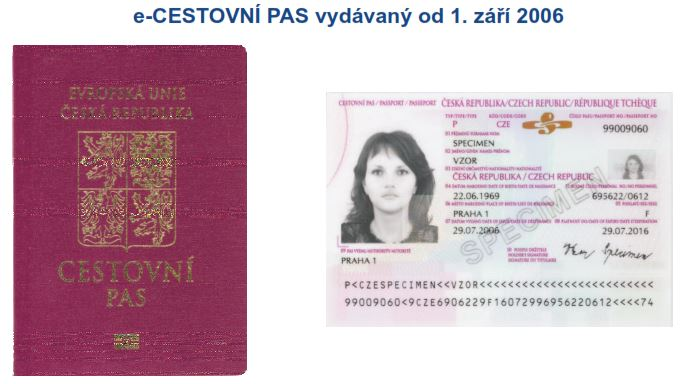 e-CESTOVNÍ PAS vydávaný od 1. září 2006
EVROPSKÁ UNIE
ČESKÁ REPUBLIKA
CESTOVNÍ
PAS
CESTOVNÍ PAS / PASSPORT / PASSEPORT ČESKÁ REPUBLIKA/CZECH REPUBLIC/RÉPUBLIQUE TCHÈQUE
P CZE 99009060
SPECIMEN
VZOR
ČESKÁ REPUBLIKA / CZECH REPUBLIC
22.06.1969 695622/0612
PRAHA 1 F
29.07.2006 29.07.2016
PRAHA 1
SPECIMEN
P<CZESPECIMEN<<VZOR<<<<<<<<<<<<<<<<<<<<<<<<<
99009060<9CZE6906229F16072996956220612<<<<74